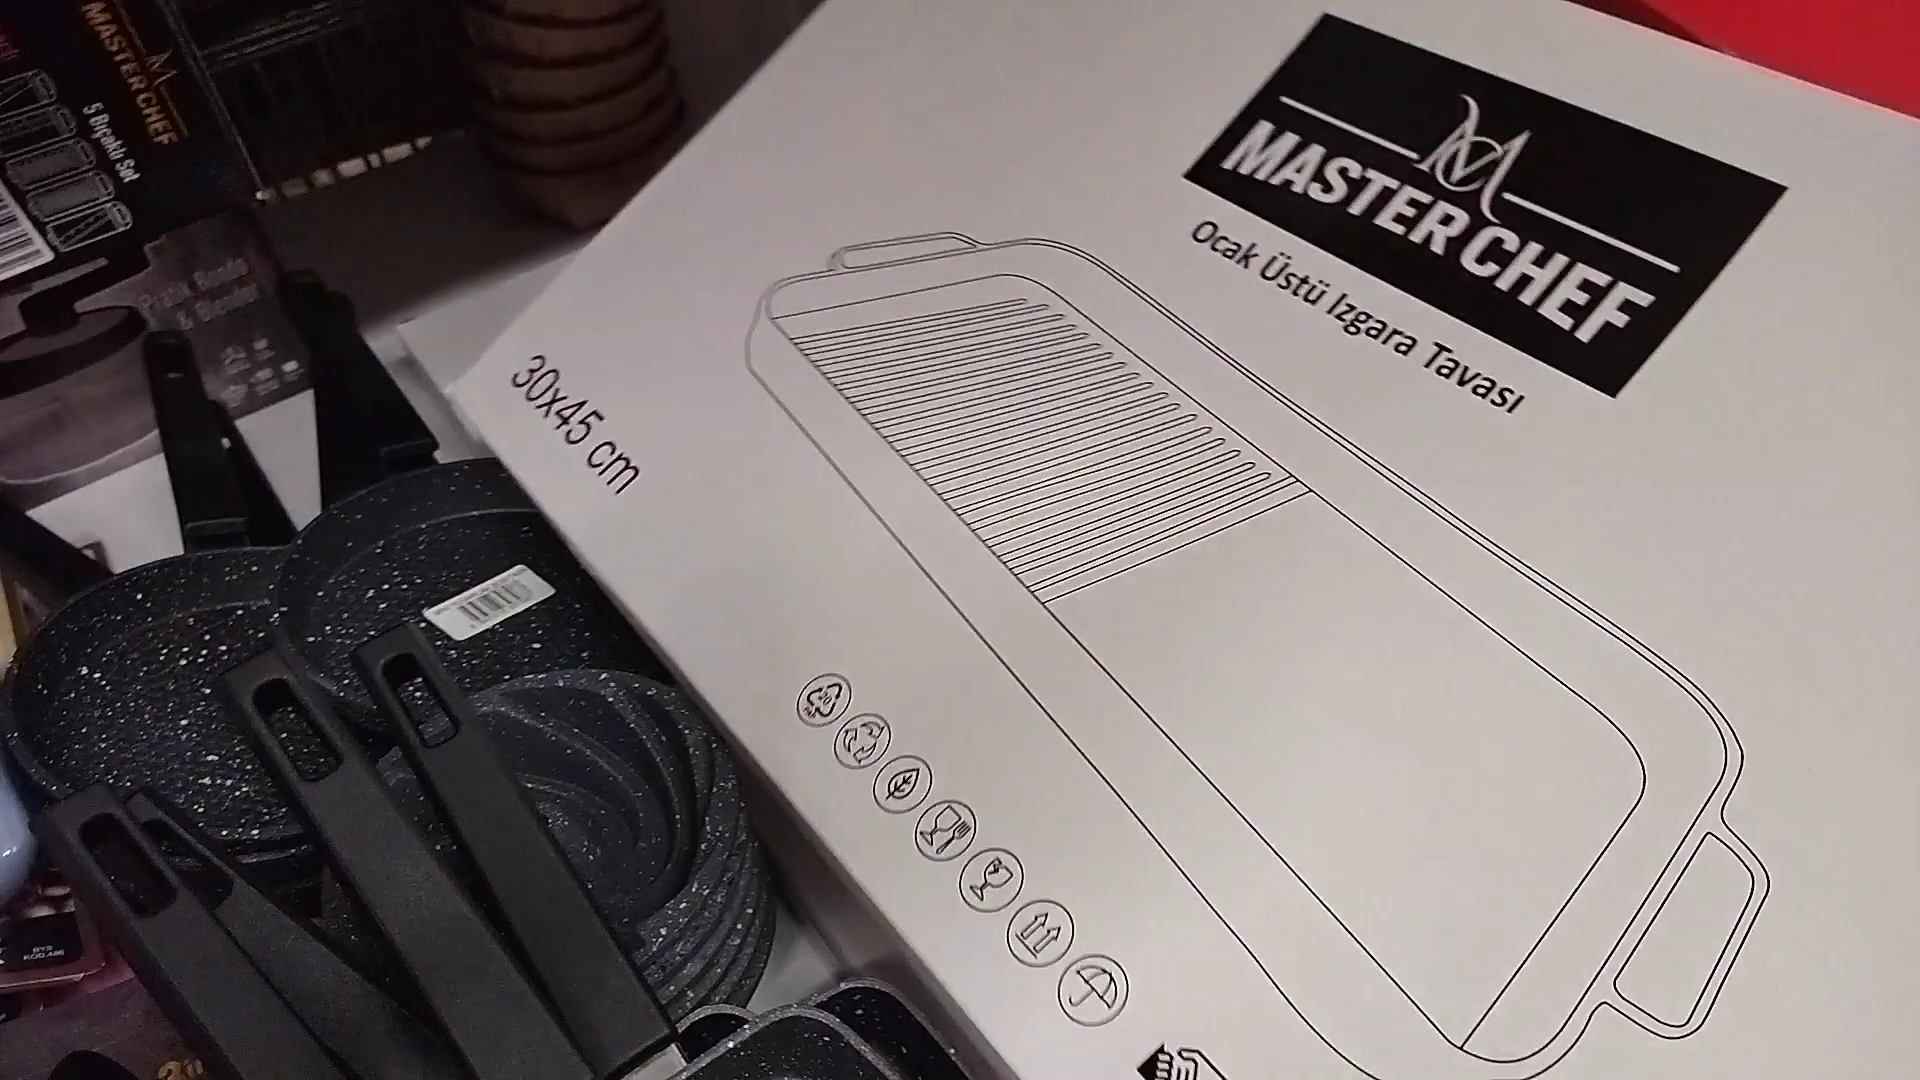 MASTER CHEF
Ocak Üstü Izgara Tavası
30x45 cm
MASTER CHEF
5 Bıçaklı Set